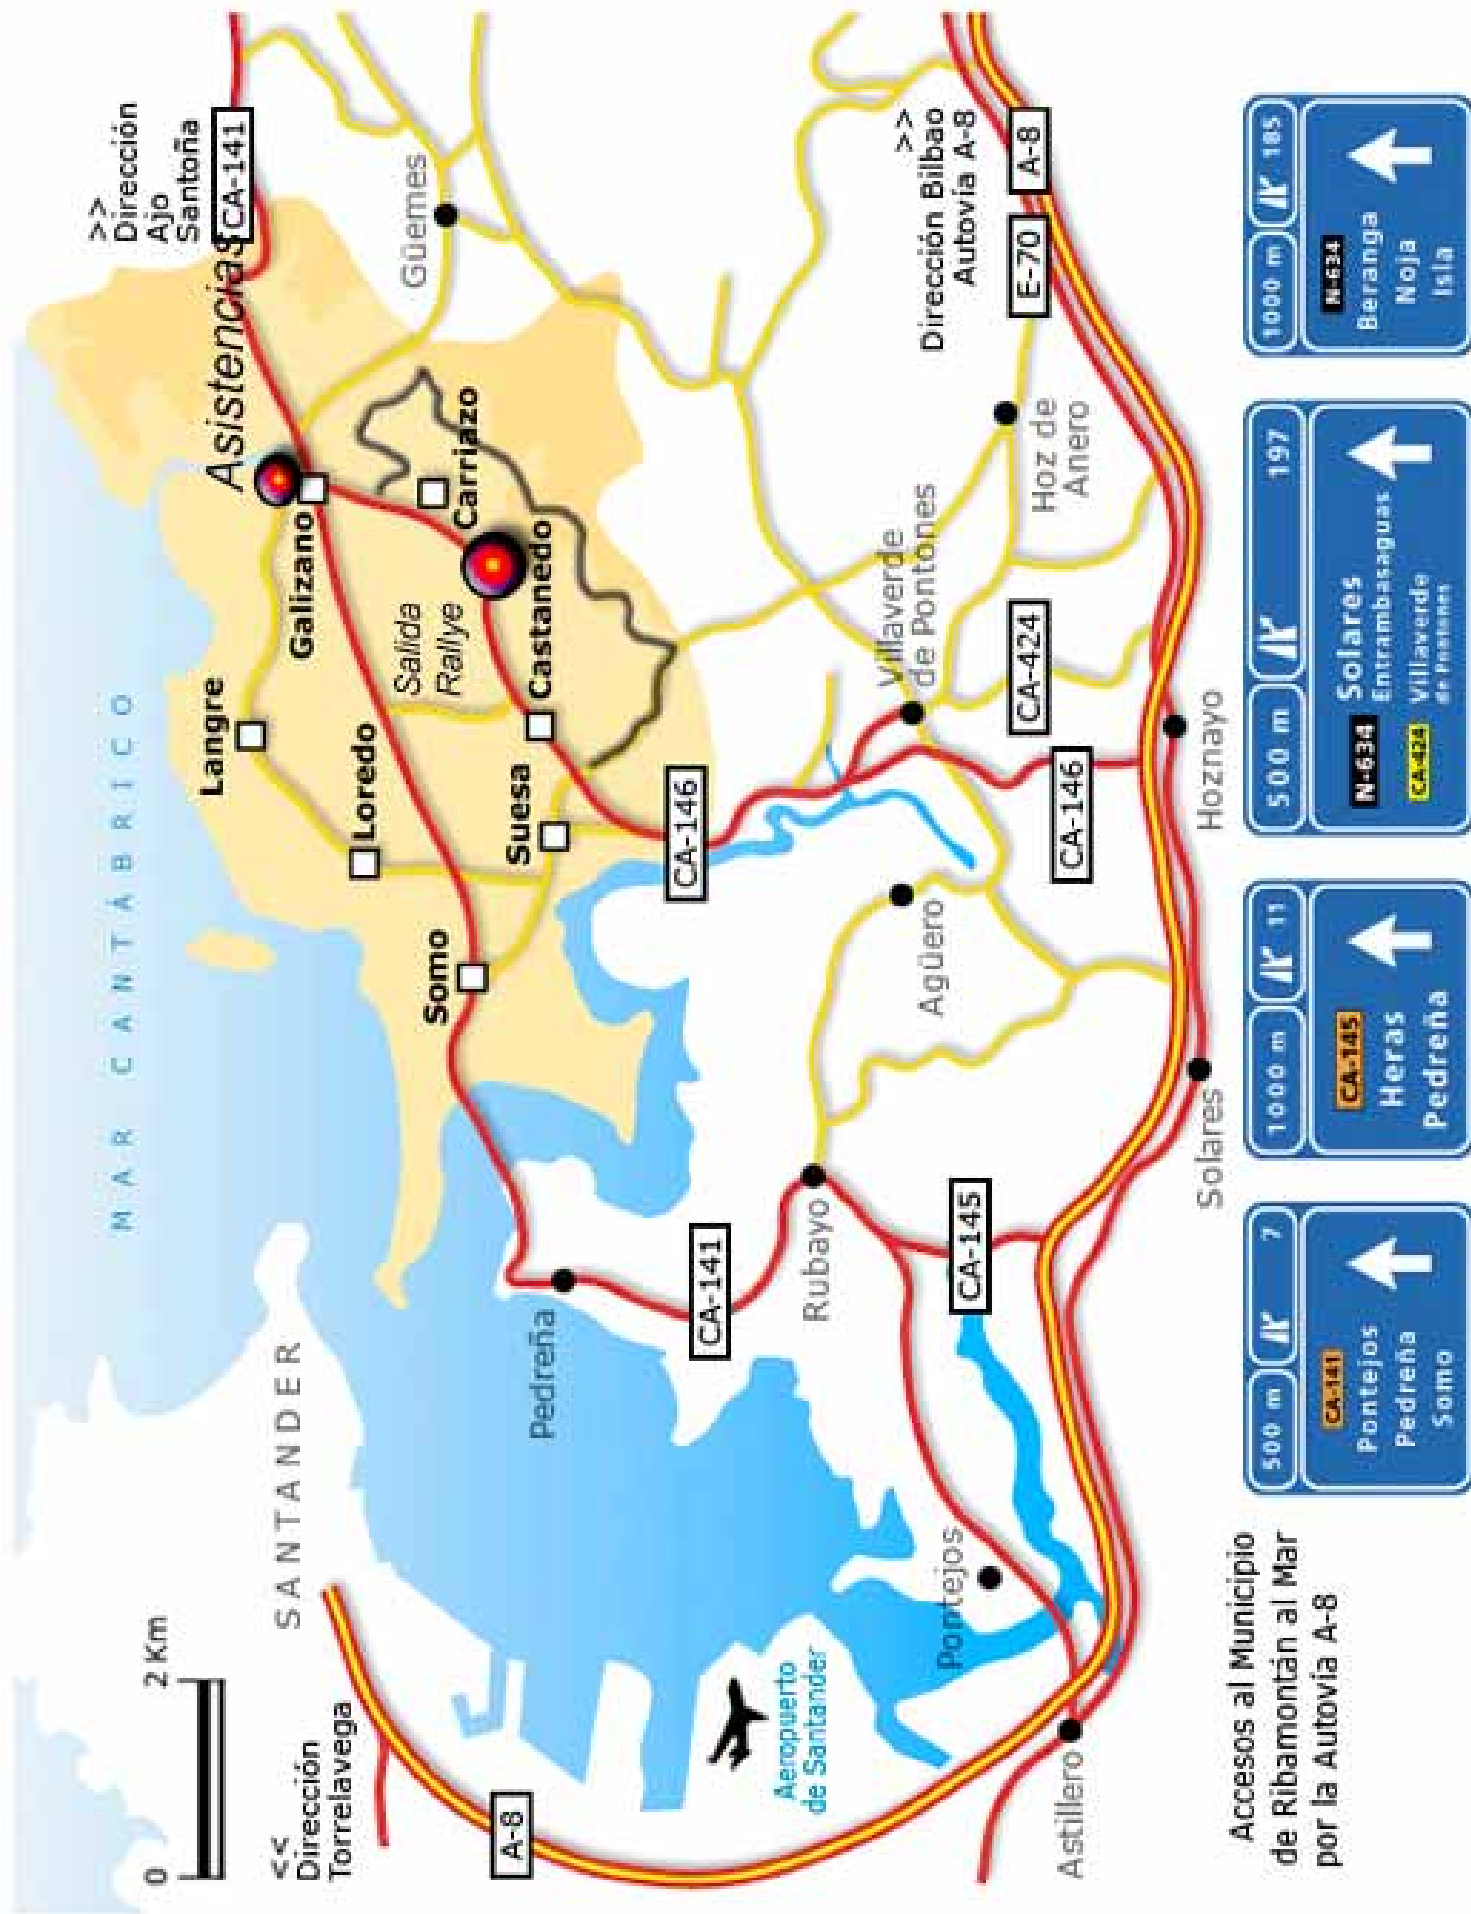 MAR CANTÁBRICO
0
2 Km
<<
Dirección
Torrelavega
SANTANDER
A-8
Aeropuerto
de Santander
Astillero
Pontejos
Pedreña
CA-141
Rubayo
CA-145
Somo
Loredo
Langre
Suesa
Castanedo
Salida
Rallye
Galizano
Carriazo
Asistencias
>>
Dirección
Ajo
Santoña
CA-141
Güemes
CA-146
Agüero
Villaverde
de Pontones
CA-424
CA-146
Hoz de
Anero
>>
Dirección Bilbao
Autovía A-8
E-70
A-8
Solares
Hoznayo
Accesos al Municipio
de Ribamontán al Mar
por la Autovía A-8
500 m
7
CA-141
Pontejos
Pedreña
Somo
1000 m
11
CA-145
Heras
Pedreña
500 m
197
N-634
Solares
Entrambasaguas
CA-424
Villaverde
de Pontones
1000 m
185
N-634
Beranga
Noja
Isla